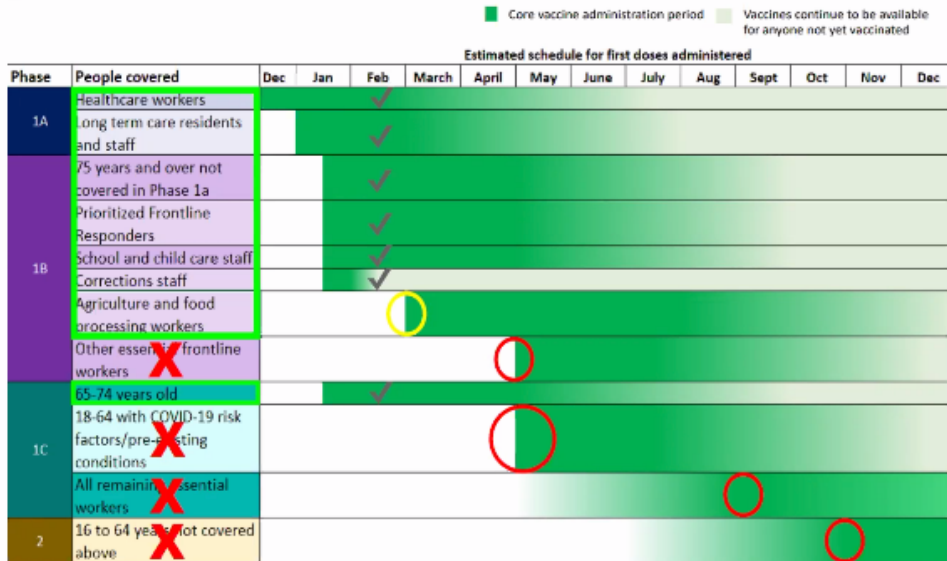 Core vaccine administration period
Vaccines continue to be available
for anyone not yet vaccinated
Estimated schedule for first doses administered
Phase People covered Dec Jan Feb March April May June July Aug Sept Oct Nov Dec
1A
Healthcare workers
Long term care residents
and staff
1B
75 years and over not
covered in Phase 1a
Prioritized Frontline
Responders
School and child care staff
Corrections staff
Agriculture and food
processing workers
Other essential frontline
workers
1C
65-74 years old
18-64 with COVID-19 risk
factors/pre-existing
conditions
All remaining essential
workers
2
16 to 64 years not covered
above